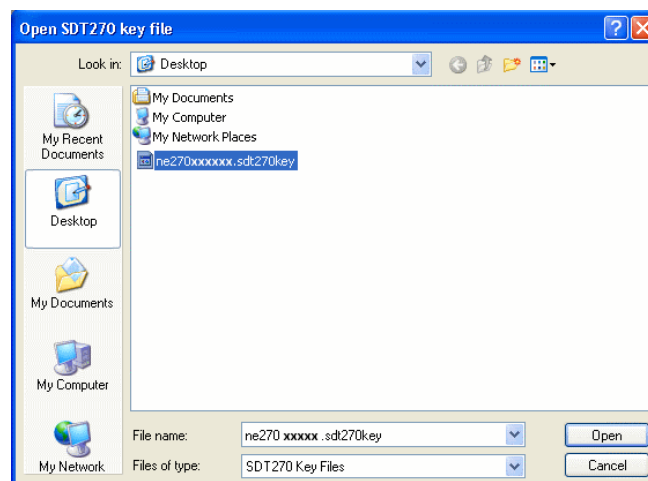 Open SDT270 key file
Look in: Desktop
My Documents
My Computer
My Network Places
ne270xxxxxx.sdt270key
My Recent
Documents
Desktop
My Documents
My Computer
My Network
File name: ne270 xxxxx .sdt270key Open
Files of type: SDT270 Key Files Cancel